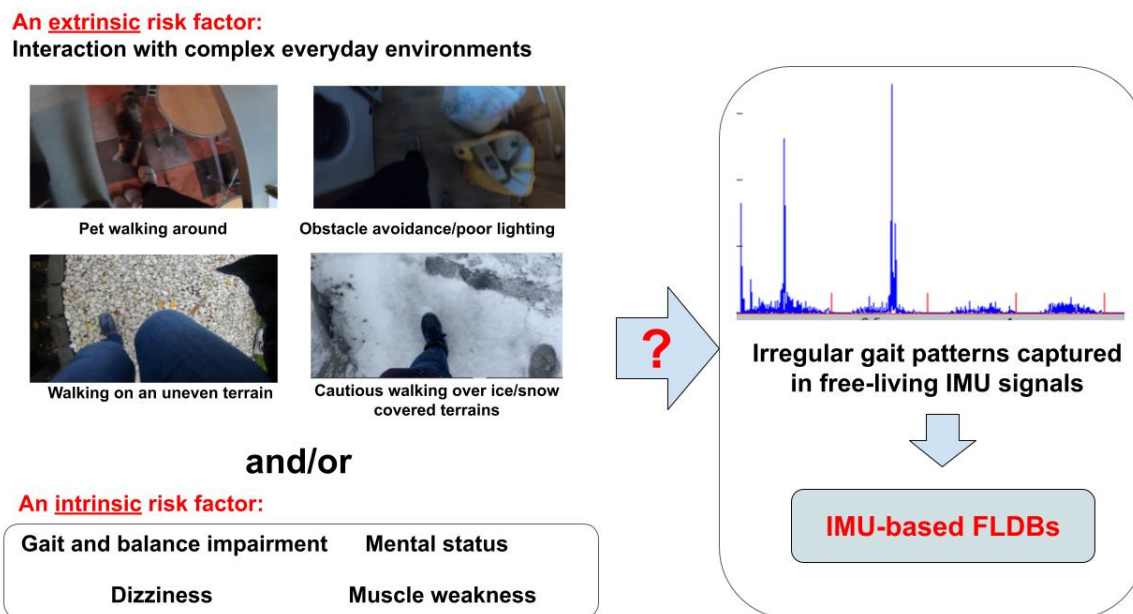 An extrinsic risk factor:
Interaction with complex everyday environments
Pet walking around
Obstacle avoidance/poor lighting
Walking on an uneven terrain
Cautious walking over ice/snow
covered terrains
and/or
An intrinsic risk factor:
Gait and balance impairment
Mental status
Dizziness
Muscle weakness
?
Irregular gait patterns captured
in free-living IMU signals
IMU-based FLDBs